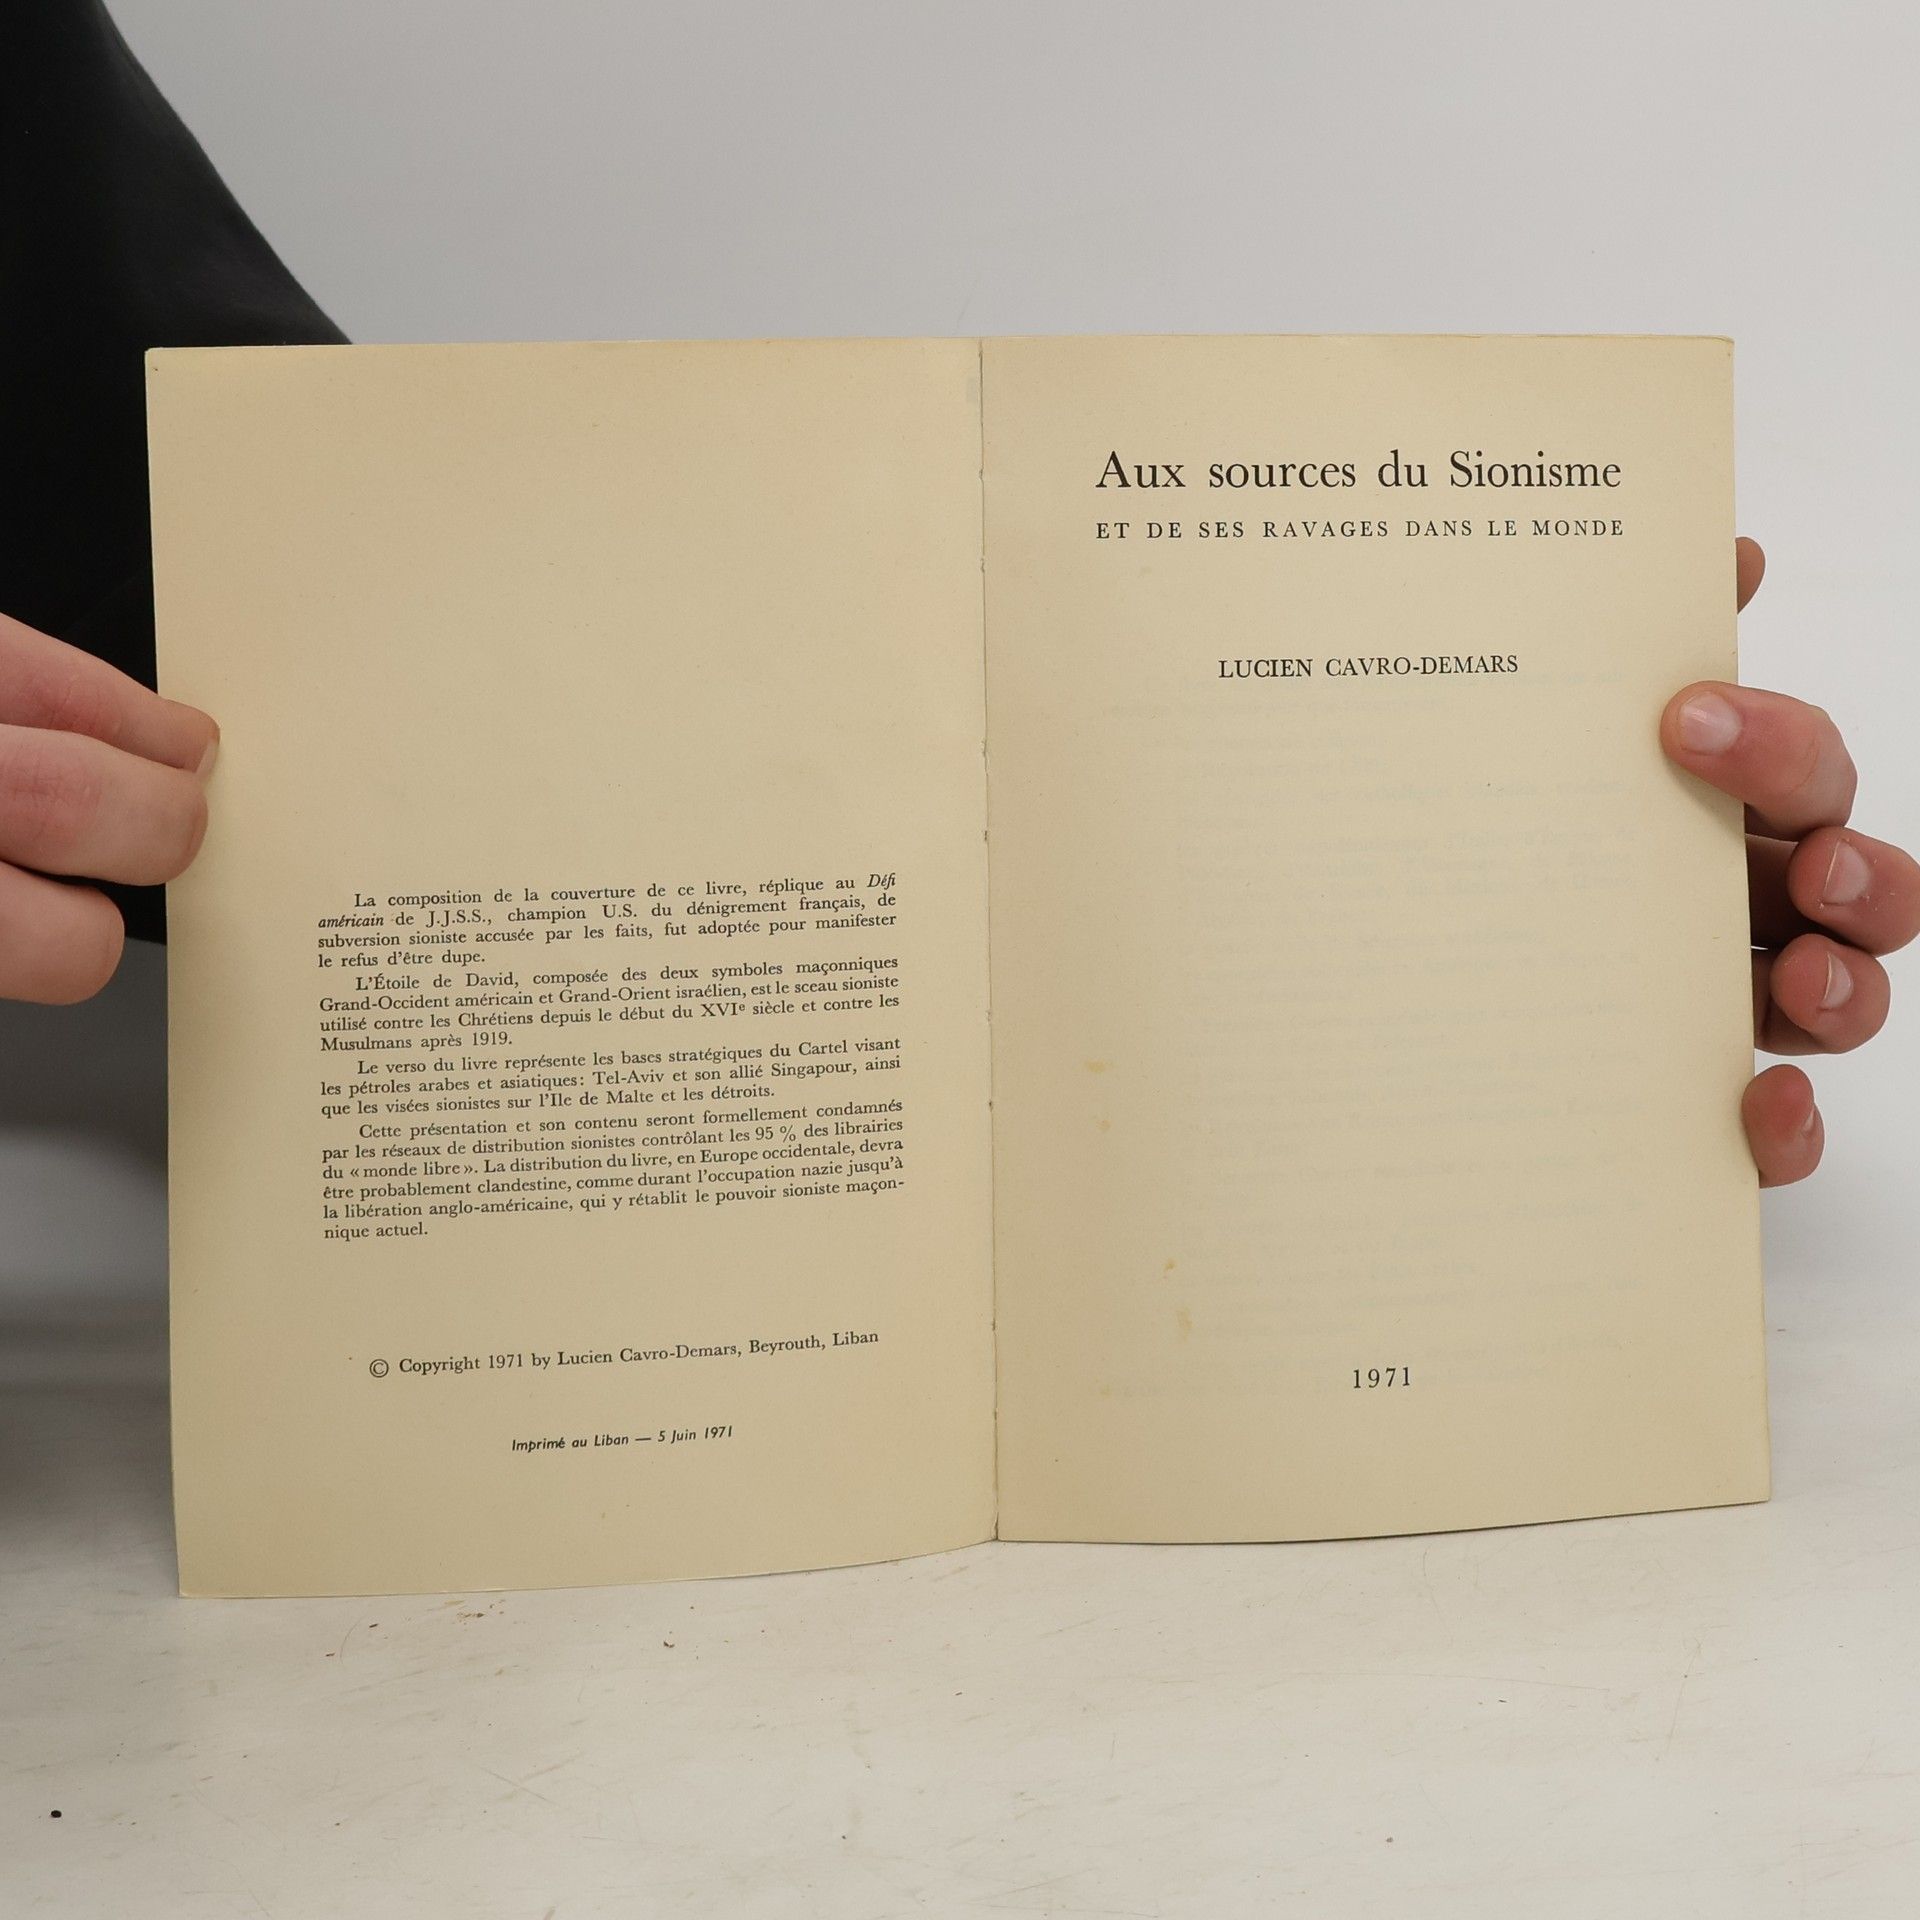 La composition de la couverture de ce livre, réplique au Défi
américain de J.J.S.S., champion U.S. du dénigrement français, de
subversion sioniste accusée par les faits, fut adoptée pour manifester
le refus d'être dupe.
L'Étoile de David, composée des deux symboles maçonniques
Grand-Occident américain et Grand-Orient israélien, est le sceau sioniste
utilisé contre les Chrétiens depuis le début du XVIe siècle et contre les
Musulmans après 1919.
Le verso du livre représente les bases stratégiques du Cartel visant
les pétroles arabes et asiatiques: Tel-Aviv et son allié Singapour, ainsi
que les visées sionistes sur l'Ile de Malte et les détroits.
Cette présentation et son contenu seront formellement condamnés
par les réseaux de distribution sionistes contrôlant les 95 % des librairies
du « monde libre ». La distribution du livre, en Europe occidentale, devra
être probablement clandestine, comme durant l'occupation nazie jusqu'à
la libération anglo-américaine, qui y rétablit le pouvoir sioniste maçon-
nique actuel.
© Copyright 1971 by Lucien Cavro-Demars, Beyrouth, Liban
Imprimé au Liban — 5 Juin 1971
Aux sources du Sionisme
ET DE SES RAVAGES DANS LE MONDE
LUCIEN CAVRO-DEMARS
1971